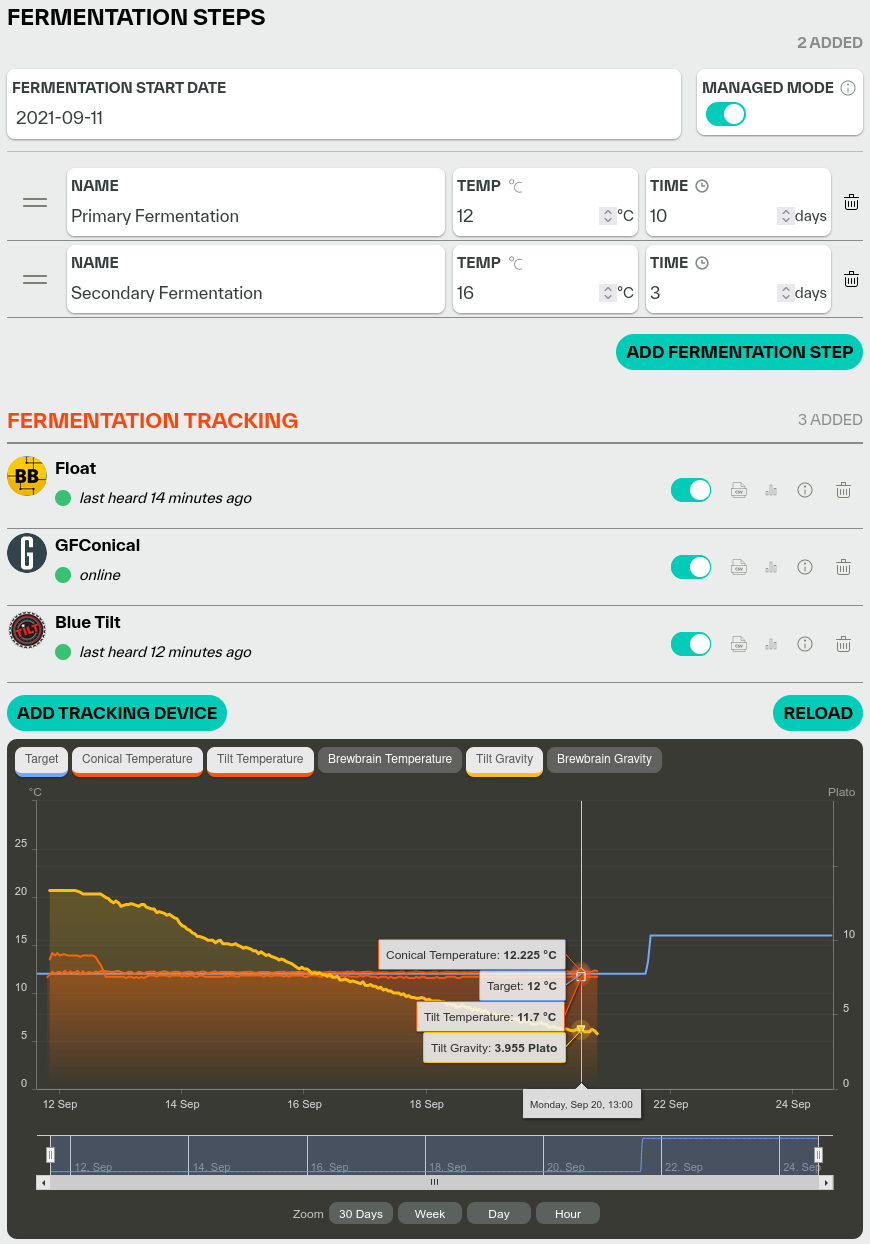 FERMENTATION STEPS
2 ADDED
FERMENTATION START DATE
2021-09-11
MANAGED MODE
NAME
Primary Fermentation
TEMP °C
12 °C
TIME
10 days
NAME
Secondary Fermentation
TEMP °C
16 °C
TIME
3 days
ADD FERMENTATION STEP
FERMENTATION TRACKING
3 ADDED
BB
Float
last heard 14 minutes ago
CSV
G
GFConical
online
CSV
TILT
Blue Tilt
last heard 12 minutes ago
CSV
ADD TRACKING DEVICE
RELOAD
Target
Conical Temperature
Tilt Temperature
Brewbrain Temperature
Tilt Gravity
Brewbrain Gravity
°C
Plato
25
20
15
10
5
0
10
5
0
Conical Temperature: 12.225 °C
Target: 12 °C
Tilt Temperature: 11.7 °C
Tilt Gravity: 3.955 Plato
12 Sep
14 Sep
16 Sep
18 Sep
Monday, Sep 20, 13:00
22 Sep
24 Sep
12. Sep
14. Sep
16. Sep
18. Sep
20. Sep
22. Sep
24. Sep
Zoom
30 Days
Week
Day
Hour